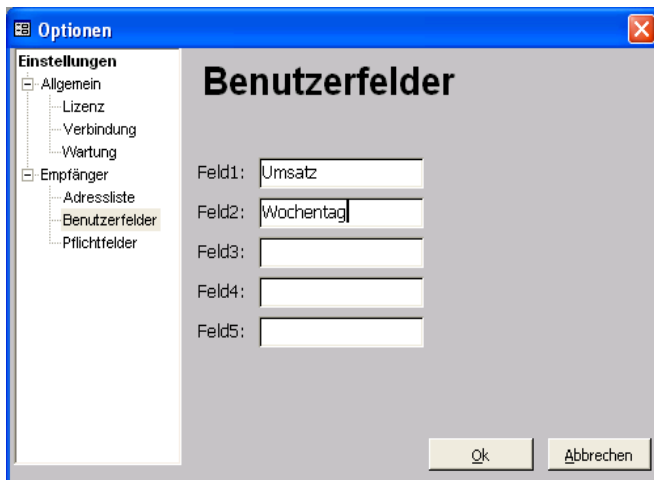 Optionen
Einstellungen
Allgemein
Lizenz
Verbindung
Wartung
Empfänger
Adressliste
Benutzerfelder
Pflichtfelder
Benutzerfelder
Feld1: Umsatz
Feld2: Wochentag
Feld3:
Feld4:
Feld5:
Ok
Abbrechen